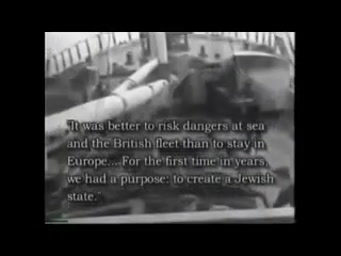 "It was better to risk dangers at sea
and the British fleet than to stay in
Europe....For the first time in years,
we had a purpose: to create a Jewish
state."